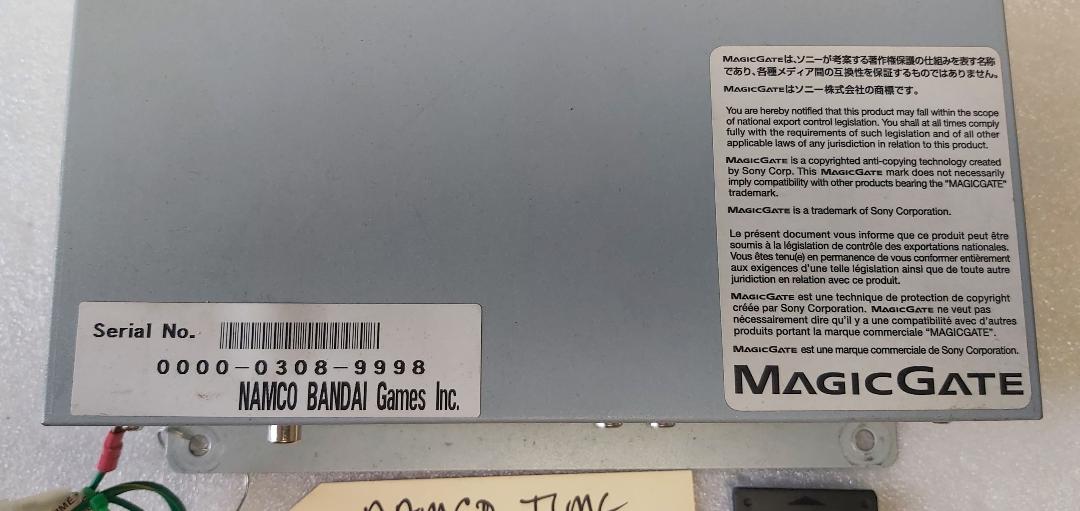 MAGICGATEは、ソニーが考案する著作権保護の仕組みを表す名称
であり、各種メディア間の互換性を保証するものではありません。
MAGICGATEはソニー株式会社の商標です。
You are hereby notified that this product may fall within the scope
of national export control legislation. You shall at all times comply
fully with the requirements of such legislation and of all other
applicable laws of any jurisdiction in relation to this product.
MAGICGATE is a copyrighted anti-copying technology created
by Sony Corp. This MAGICGATE mark does not necessarily
imply compatibility with other products bearing the "MAGICGATE"
trademark.
MAGICGATE is a trademark of Sony Corporation.
Le présent document vous informe que ce produit peut être
soumis à la législation de contrôle des exportations nationales.
Vous êtes tenu(e) en permanence de vous conformer entièrement
aux exigences d'une telle législation ainsi que de toute autre
juridiction en relation avec ce produit.
MAGICGATE est une technique de protection de copyright
créée par Sony Corporation. MAGICGATE ne veut pas
nécessairement dire qu'il y a une compatibilité avec d'autres
produits portant la marque commerciale "MAGICGATE".
MAGICGATE est une marque commerciale de Sony Corporation.
MAGICGATE
Serial No.
0000-0308-9998
NAMCO BANDAI Games Inc.
NAMCO TIME